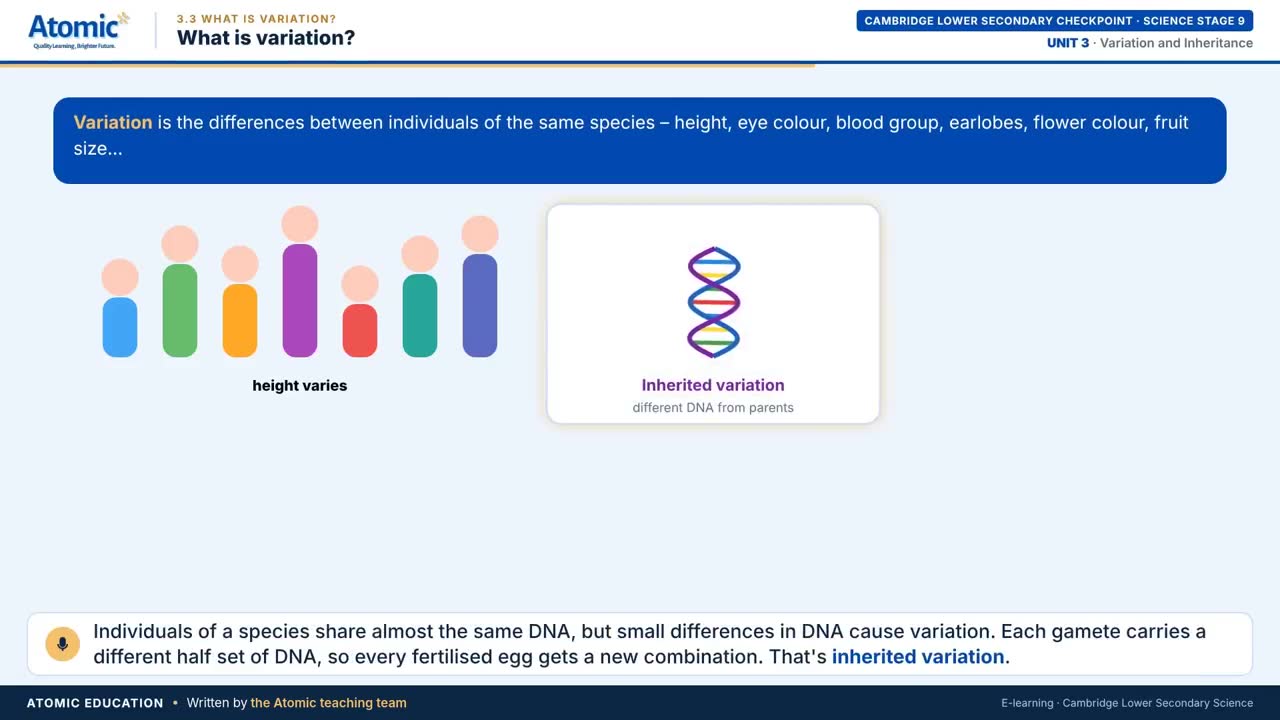 Atomic
Quality Learning, Brighter Future.
3.3 WHAT IS VARIATION?
What is variation?
CAMBRIDGE LOWER SECONDARY CHECKPOINT · SCIENCE STAGE 9
UNIT 3 · Variation and Inheritance
Variation is the differences between individuals of the same species – height, eye colour, blood group, earlobes, flower colour, fruit
size...
height varies
Inherited variation
different DNA from parents
Individuals of a species share almost the same DNA, but small differences in DNA cause variation. Each gamete carries a
different half set of DNA, so every fertilised egg gets a new combination. That's inherited variation.
ATOMIC EDUCATION • Written by the Atomic teaching team
E-learning · Cambridge Lower Secondary Science